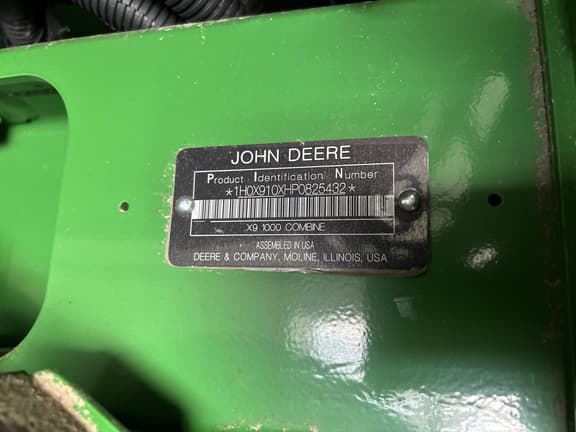 JOHN DEERE
Product Identification Number
*1H0X910XHP0825432*
X9 1000 COMBINE
ASSEMBLED IN USA
DEERE & COMPANY, MOLINE, ILLINOIS, USA